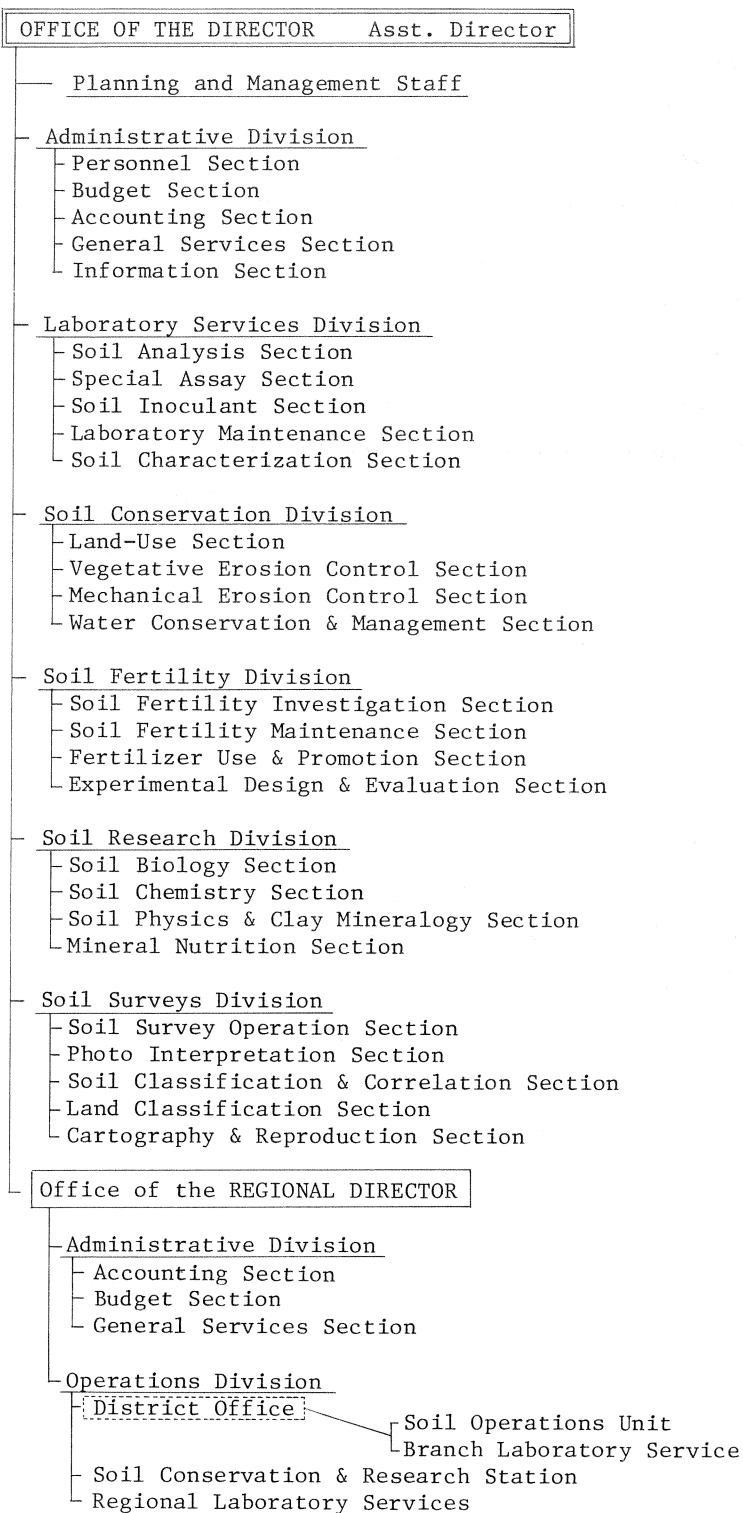 OFFICE OF THE DIRECTOR Asst. Director
Planning and Management Staff
Administrative Division
Personnel Section
Budget Section
Accounting Section
General Services Section
Information Section
Laboratory Services Division
Soil Analysis Section
Special Assay Section
Soil Inoculant Section
Laboratory Maintenance Section
Soil Characterization Section
Soil Conservation Division
Land-Use Section
Vegetative Erosion Control Section
Mechanical Erosion Control Section
Water Conservation & Management Section
Soil Fertility Division
Soil Fertility Investigation Section
Soil Fertility Maintenance Section
Fertilizer Use & Promotion Section
Experimental Design & Evaluation Section
Soil Research Division
Soil Biology Section
Soil Chemistry Section
Soil Physics & Clay Mineralogy Section
Mineral Nutrition Section
Soil Surveys Division
Soil Survey Operation Section
Photo Interpretation Section
Soil Classification & Correlation Section
Land Classification Section
Cartography & Reproduction Section
Office of the REGIONAL DIRECTOR
Administrative Division
Accounting Section
Budget Section
General Services Section
Operations Division
District Office
Soil Operations Unit
Branch Laboratory Service
Soil Conservation & Research Station
Regional Laboratory Services